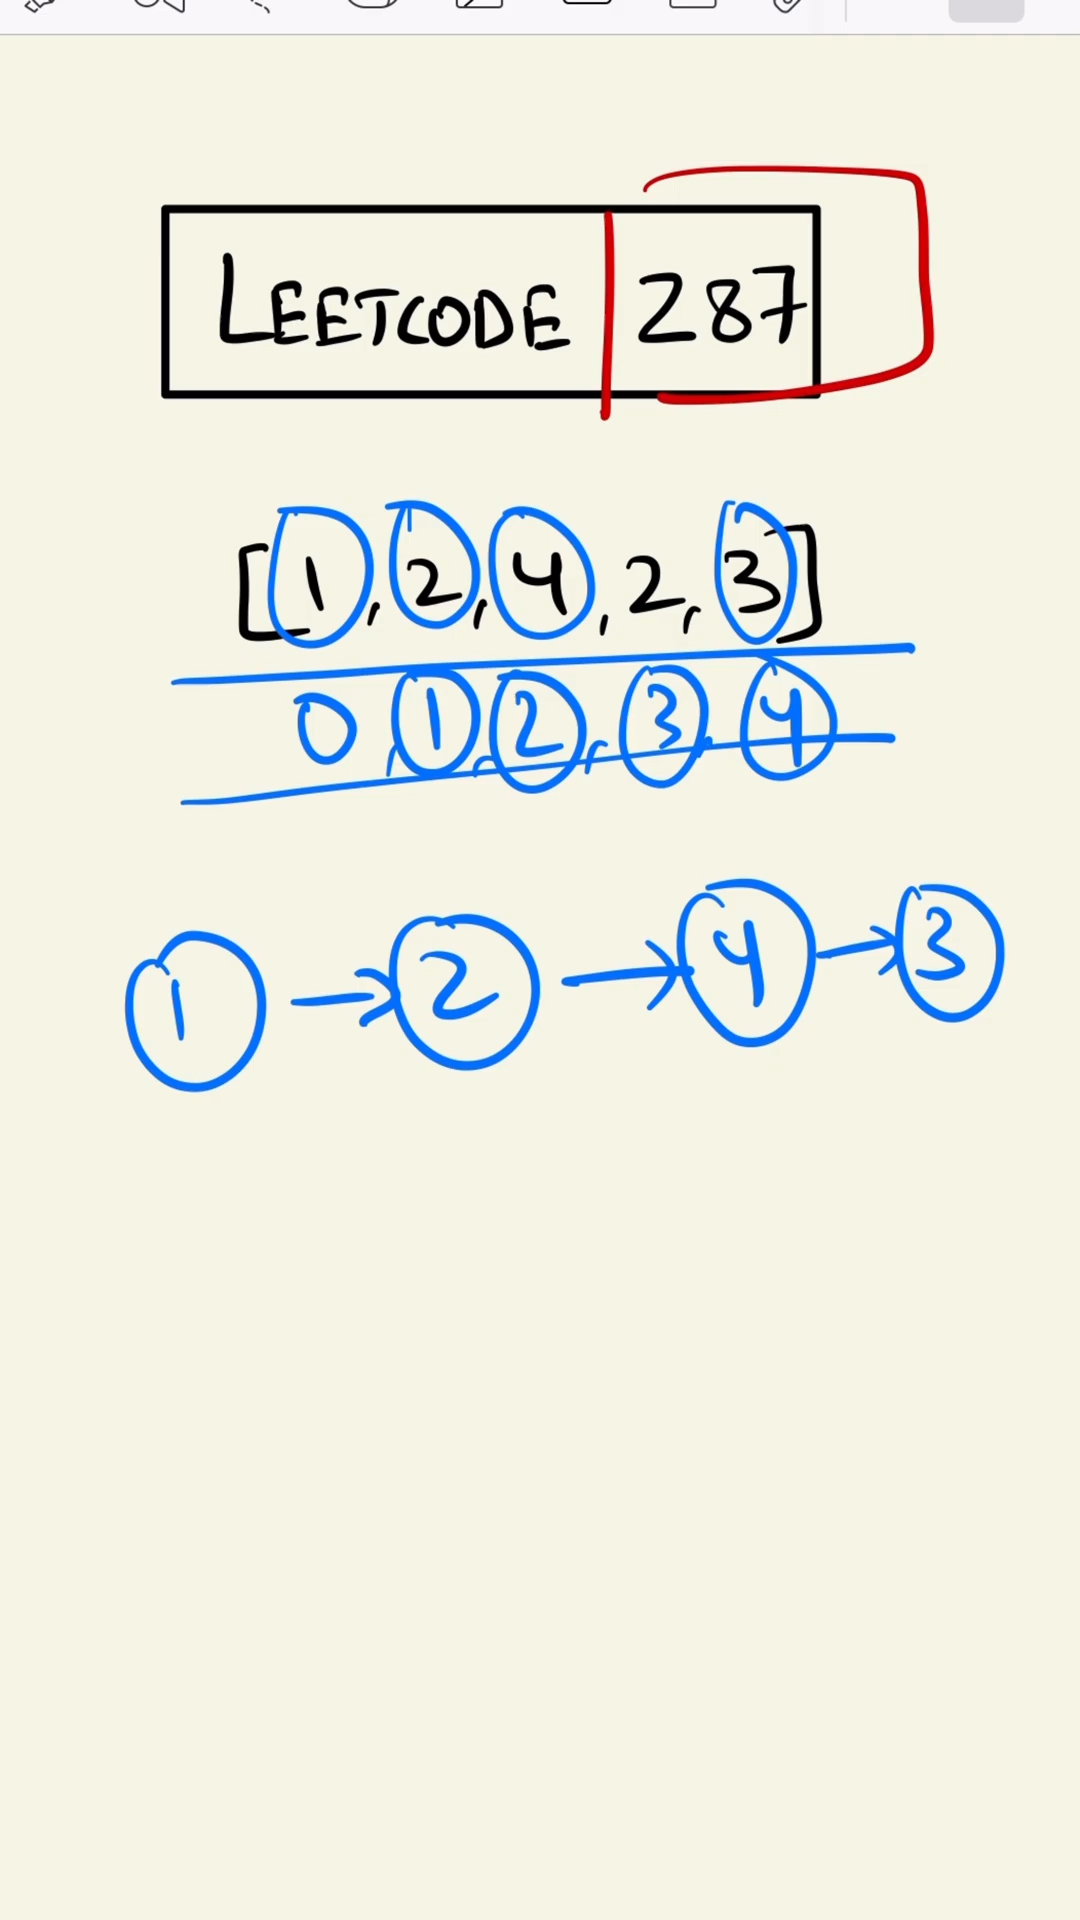 LEETCODE 287
[1, 2, 4, 2, 3]
0, 1, 2, 3, 4
1 → 2 → 4 → 3